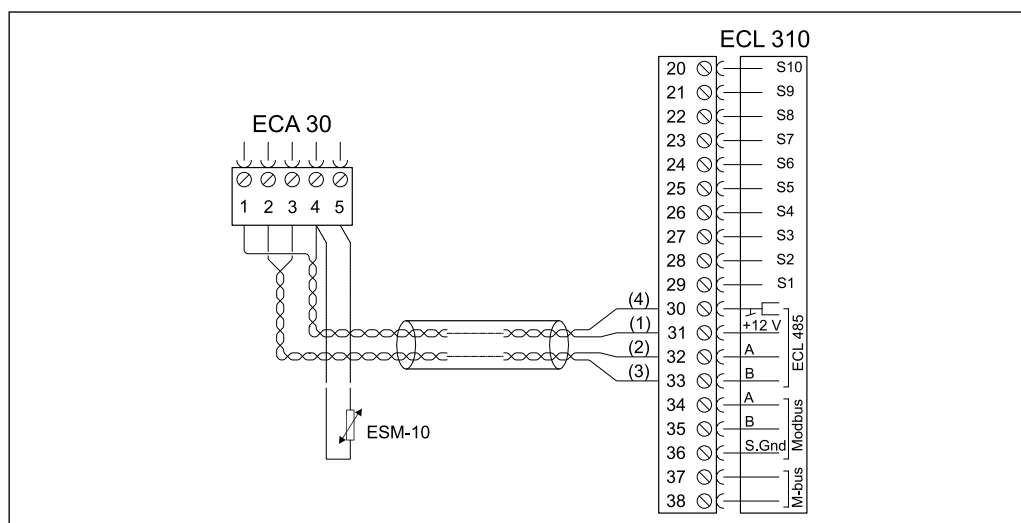 ECL 310
20 S10
21 S9
22 S8
ECA 30
23 S7
24 S6
25 S5
1 2 3 4 5
26 S4
27 S3
28 S2
29 S1
(4) 30
(1) 31 +12 V
(2) 32 A
(3) 33 B
ECL 485
34 A
35 B
36 S.Gnd
Modbus
ESM-10
37
38
M-bus